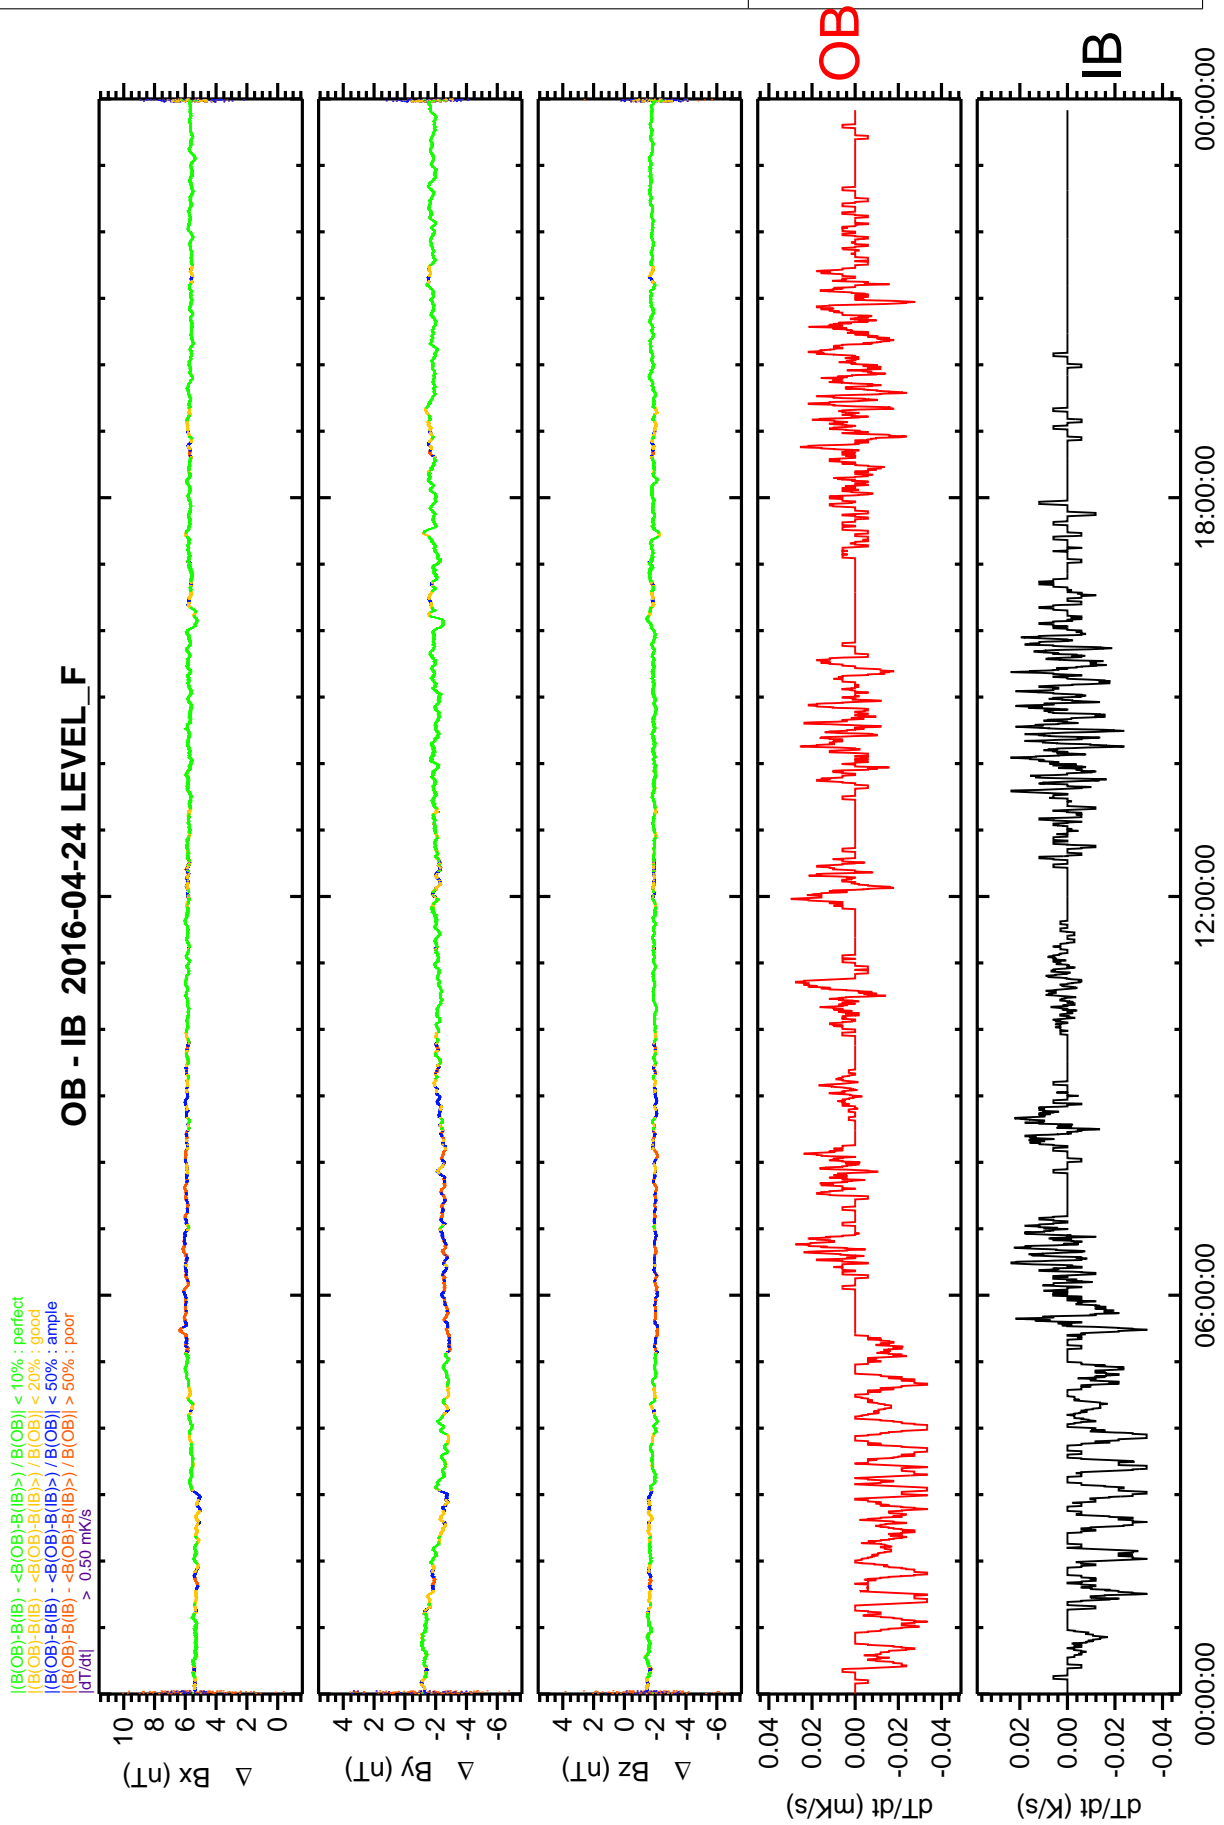 OB - IB 2016-04-24 LEVEL_F
|(B(OB)-B(IB) - <B(OB)-B(IB)>) / B(OB)| < 10% : perfect
|(B(OB)-B(IB) - <B(OB)-B(IB)>) / B(OB)| < 20% : good
|(B(OB)-B(IB) - <B(OB)-B(IB)>) / B(OB)| < 50% : ample
|(B(OB)-B(IB) - <B(OB)-B(IB)>) / B(OB)| > 50% : poor
|dT/dt| > 0.50 mK/s
Δ Bx (nT)
10
8
6
4
2
0
Δ By (nT)
4
2
0
-2
-4
-6
Δ Bz (nT)
4
2
0
-2
-4
-6
dT/dt (mK/s)
0.04
0.02
0.00
-0.02
-0.04
OB
dT/dt (K/s)
0.02
0.00
-0.02
-0.04
IB
00:00:00
06:00:00
12:00:00
18:00:00
00:00:00